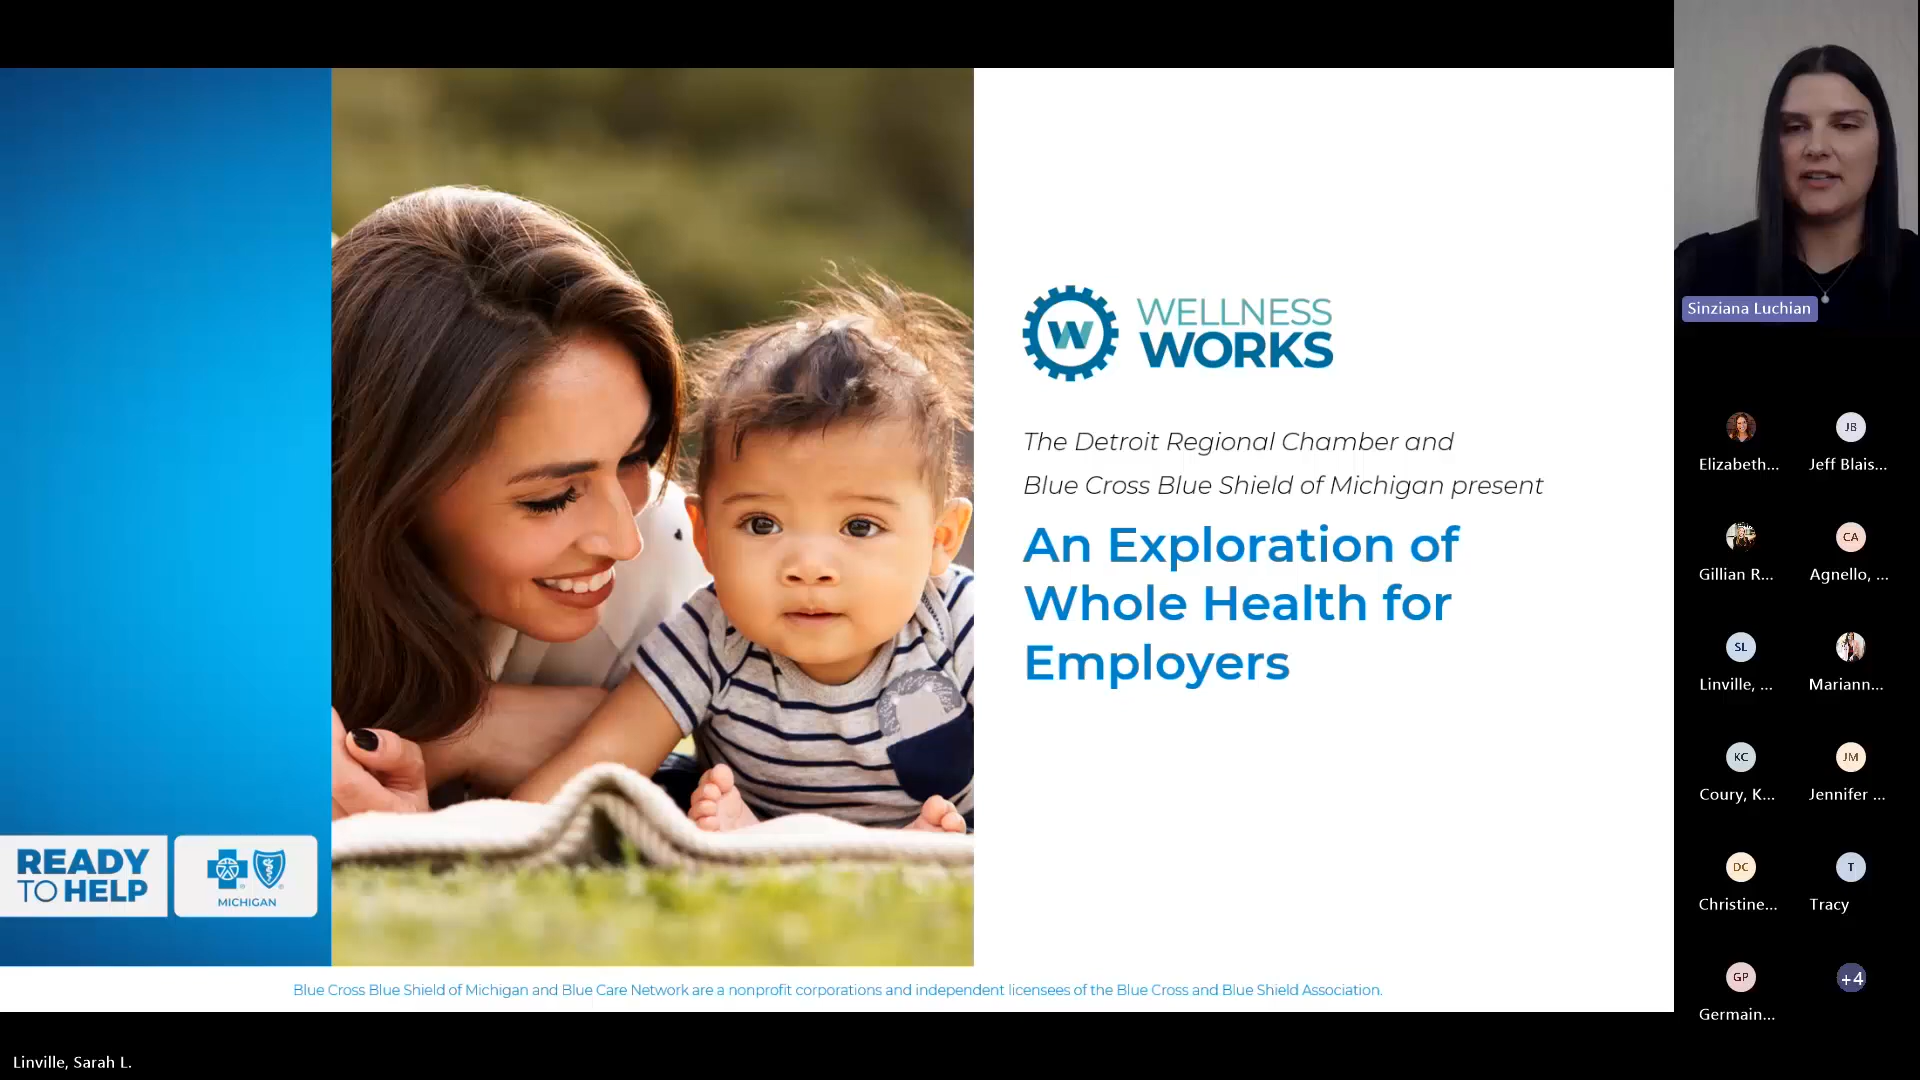 WELLNESS
WORKS
W
The Detroit Regional Chamber and
Blue Cross Blue Shield of Michigan present
An Exploration of
Whole Health for
Employers
READY
TO HELP
MICHIGAN
Blue Cross Blue Shield of Michigan and Blue Care Network are a nonprofit corporations and independent licensees of the Blue Cross and Blue Shield Association.
Linville, Sarah L.
Sinziana Luchian
Elizabeth...
JB
Jeff Blais...
Gillian R...
CA
Agnello, ...
SL
Linville, ...
Mariann...
KC
Coury, K...
JM
Jennifer ...
DC
Christine...
T
Tracy
GP
Germain...
+4